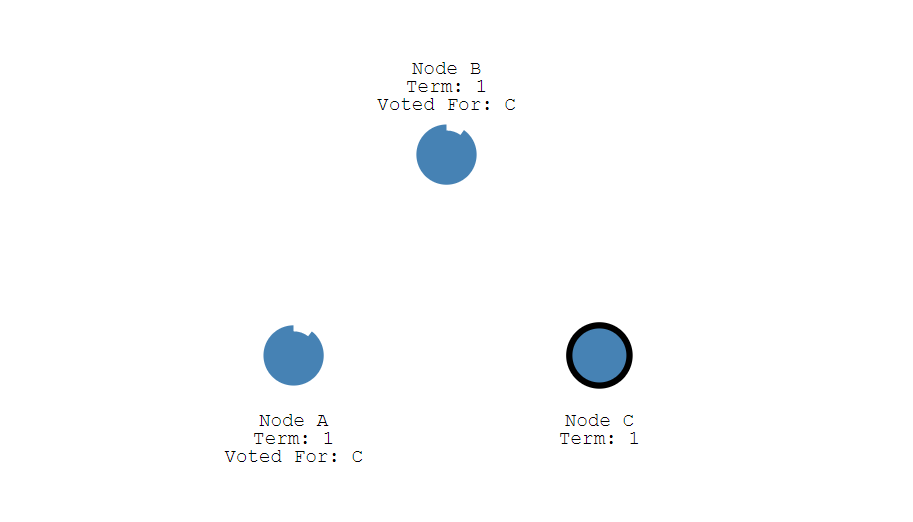 Node B
Term: 1
Voted For: C
Node A
Term: 1
Voted For: C
Node C
Term: 1